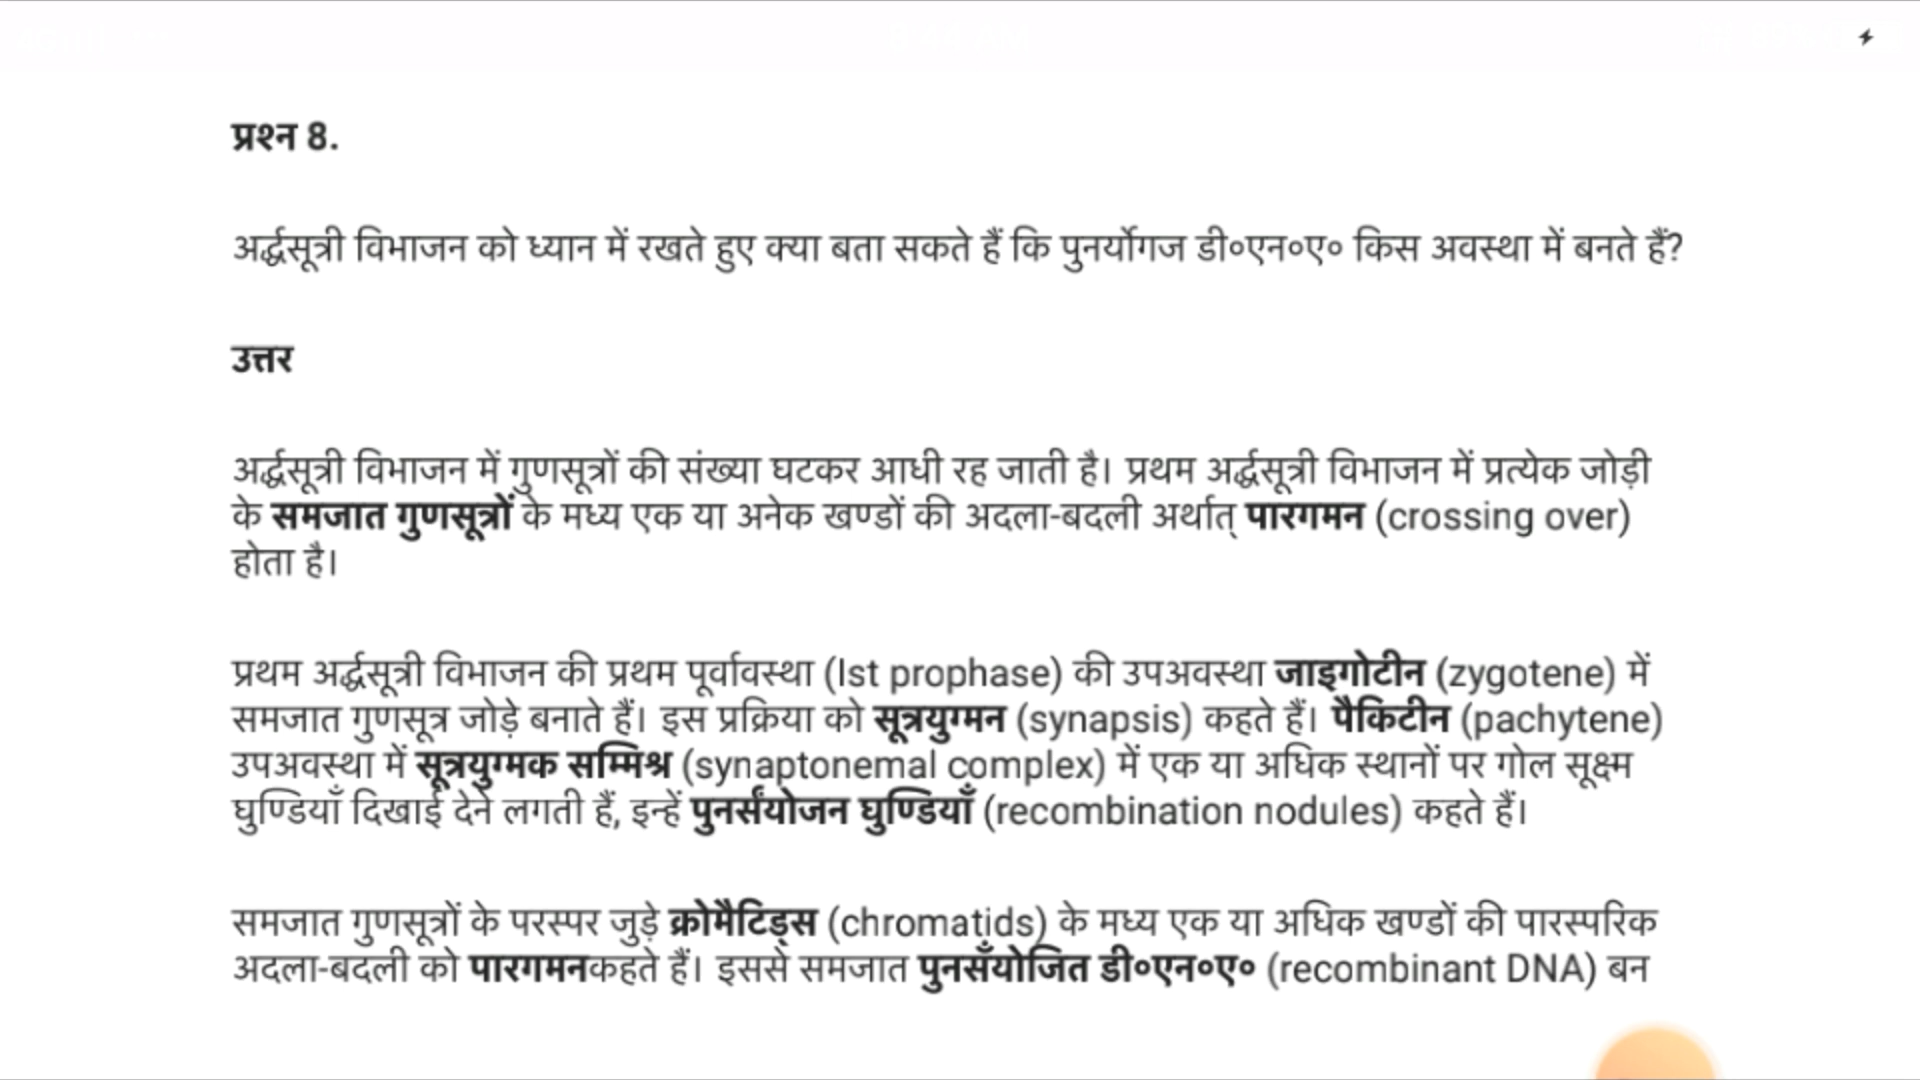 प्रश्न 8.
अर्द्धसूत्री विभाजन को ध्यान में रखते हुए क्या बता सकते हैं कि पुनर्योगज डी०एन०ए० किस अवस्था में बनते हैं?
उत्तर
अर्द्धसूत्री विभाजन में गुणसूत्रों की संख्या घटकर आधी रह जाती है। प्रथम अर्द्धसूत्री विभाजन में प्रत्येक जोड़ी
के समजात गुणसूत्रों के मध्य एक या अनेक खण्डों की अदला-बदली अर्थात् पारगमन (crossing over)
होता है।
प्रथम अर्द्धसूत्री विभाजन की प्रथम पूर्वावस्था (Ist prophase) की उपअवस्था जाइगोटीन (zygotene) में
समजात गुणसूत्र जोड़े बनाते हैं। इस प्रक्रिया को सूत्रयुग्मन (synapsis) कहते हैं। पैकिटीन (pachytene)
उपअवस्था में सूत्रयुग्मक सम्मिश्र (synaptonemal complex) में एक या अधिक स्थानों पर गोल सूक्ष्म
घुण्डियाँ दिखाई देने लगती हैं, इन्हें पुनर्संयोजन घुण्डियाँ (recombination nodules) कहते हैं।
समजात गुणसूत्रों के परस्पर जुड़े क्रोमैटिड्स (chromatids) के मध्य एक या अधिक खण्डों की पारस्परिक
अदला-बदली को पारगमनकहते हैं। इससे समजात पुनर्सँयोजित डी०एन०ए० (recombinant DNA) बन